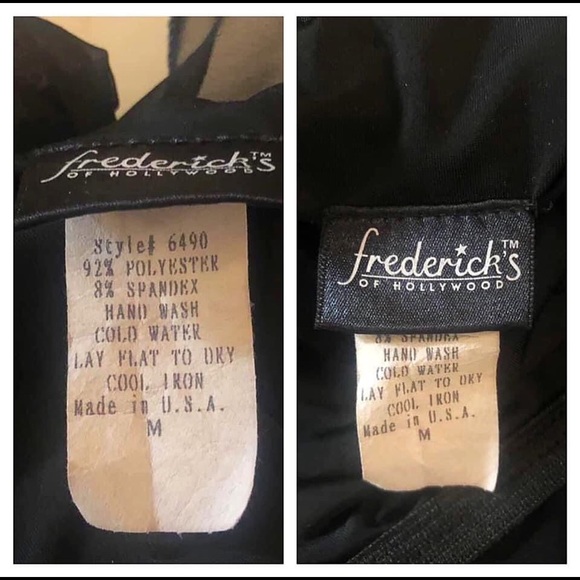 frederick's™
OF HOLLYWOOD
Style# 6490
92% POLYESTER
8% SPANDEX
HAND WASH
COLD WATER
LAY FLAT TO DRY
COOL IRON
Made in U.S.A.
M
frederick's™
OF HOLLYWOOD
8% SPANDEX
HAND WASH
COLD WATER
LAY FLAT TO DRY
COOL IRON
Made in U.S.A.
M